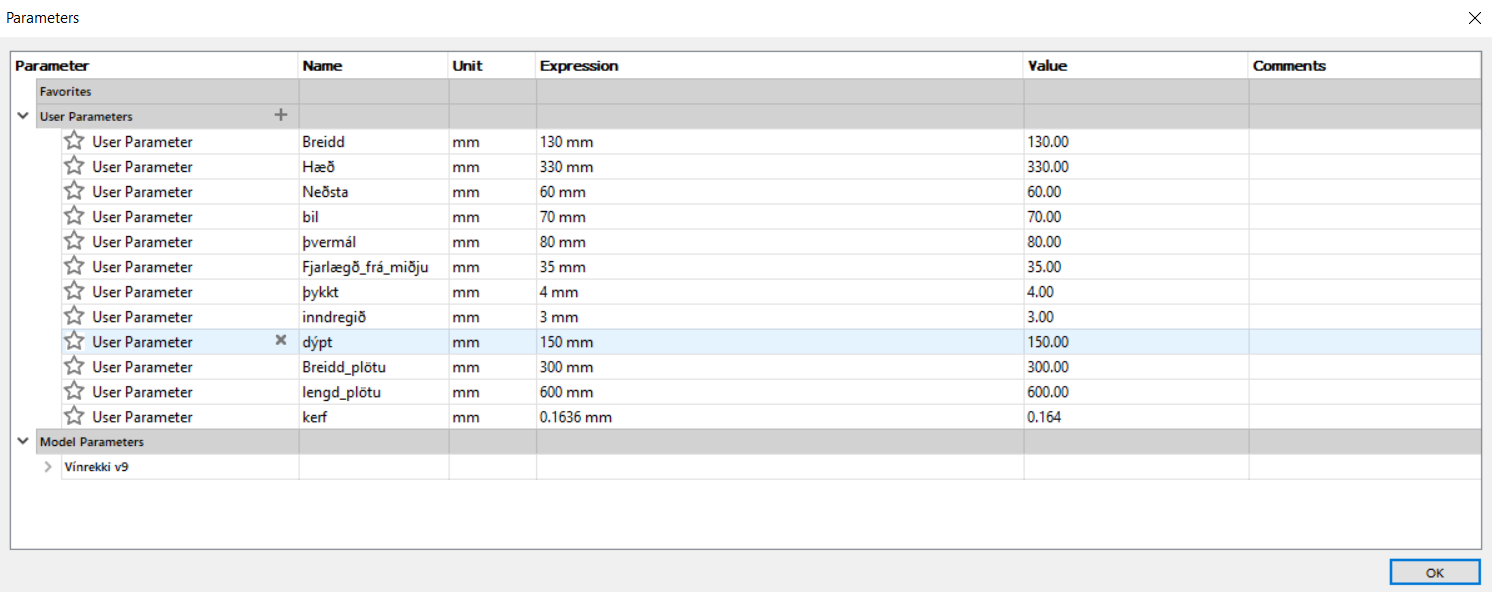 Parameters
Parameter Name Unit Expression Value Comments
Favorites
User Parameters
User Parameter Breidd mm 130 mm 130.00
User Parameter Hæð mm 330 mm 330.00
User Parameter Neðsta mm 60 mm 60.00
User Parameter bil mm 70 mm 70.00
User Parameter þvermál mm 80 mm 80.00
User Parameter Fjarlægð_frá_miðju mm 35 mm 35.00
User Parameter þykkt mm 4 mm 4.00
User Parameter inndregið mm 3 mm 3.00
User Parameter dýpt mm 150 mm 150.00
User Parameter Breidd_plötu mm 300 mm 300.00
User Parameter lengd_plötu mm 600 mm 600.00
User Parameter kerf mm 0.1636 mm 0.164
Model Parameters
Vínrekki v9
OK